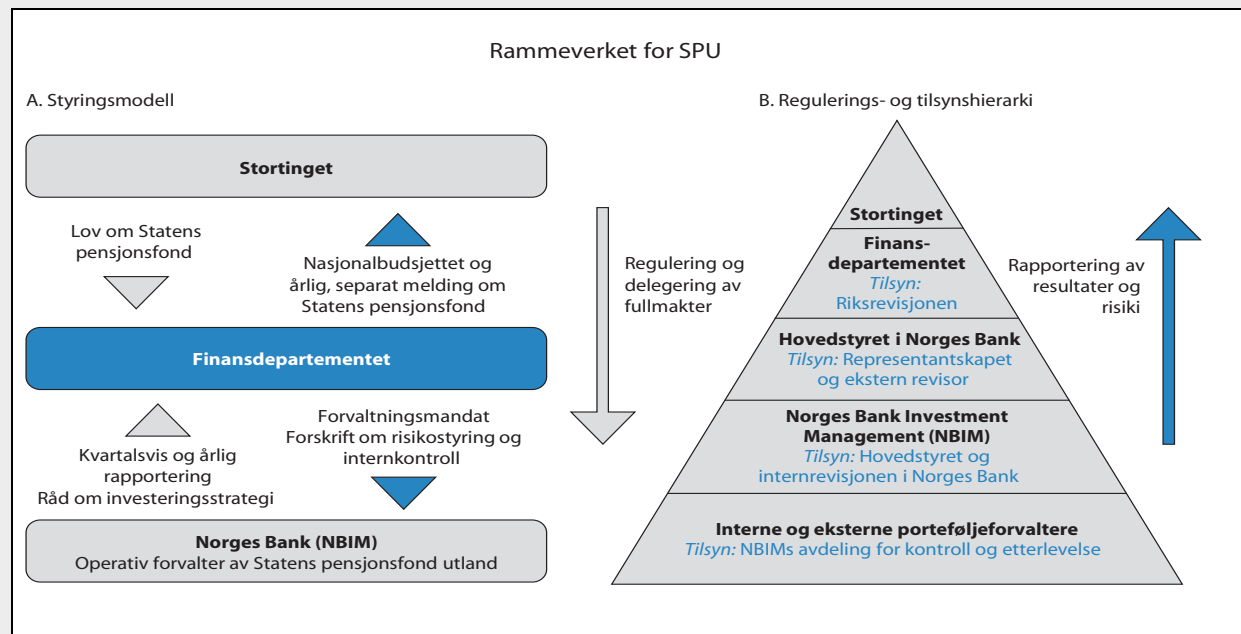 Rammeverket for SPU
A. Styringsmodell
Stortinget
Lov om Statens
pensjonsfond
Nasjonalbudsjettet og
årlig, separat melding om
Statens pensjonsfond
Finansdepartementet
Kvartalsvis og årlig
rapportering
Råd om investeringsstrategi
Forvaltningsmandat
Forskrift om risikostyring og
internkontroll
Norges Bank (NBIM)
Operativ forvalter av Statens pensjonsfond utland
Regulering og
delegering av
fullmakter
B. Regulerings- og tilsynshierarki
Stortinget
Finans-
departementet
Tilsyn:
Riksrevisjonen
Hovedstyret i Norges Bank
Tilsyn: Representantskapet
og ekstern revisor
Norges Bank Investment
Management (NBIM)
Tilsyn: Hovedstyret og
internrevisjonen i Norges Bank
Interne og eksterne porteføljeforvaltere
Tilsyn: NBIMs avdeling for kontroll og etterlevelse
Rapportering av
resultater og
risiki